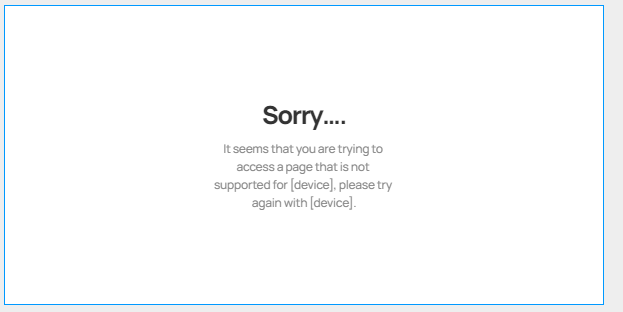 Sorry....
It seems that you are trying to
access a page that is not
supported for [device], please try
again with [device].